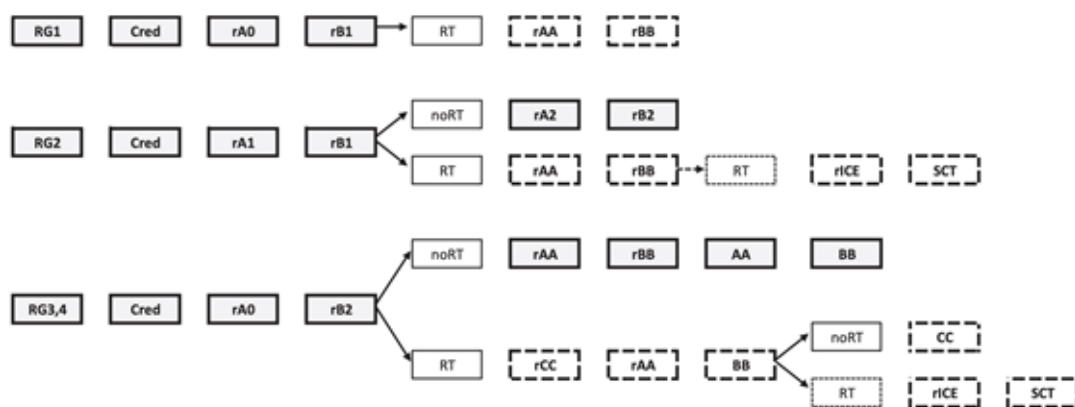 RG1 Cred rA0 rB1 RT rAA rBB
noRT rA2 rB2
RG2 Cred rA1 rB1
RT rAA rBB RT rICE SCT
noRT rAA rBB AA BB
RG3,4 Cred rA0 rB2
noRT CC
RT rCC rAA BB
RT rICE SCT